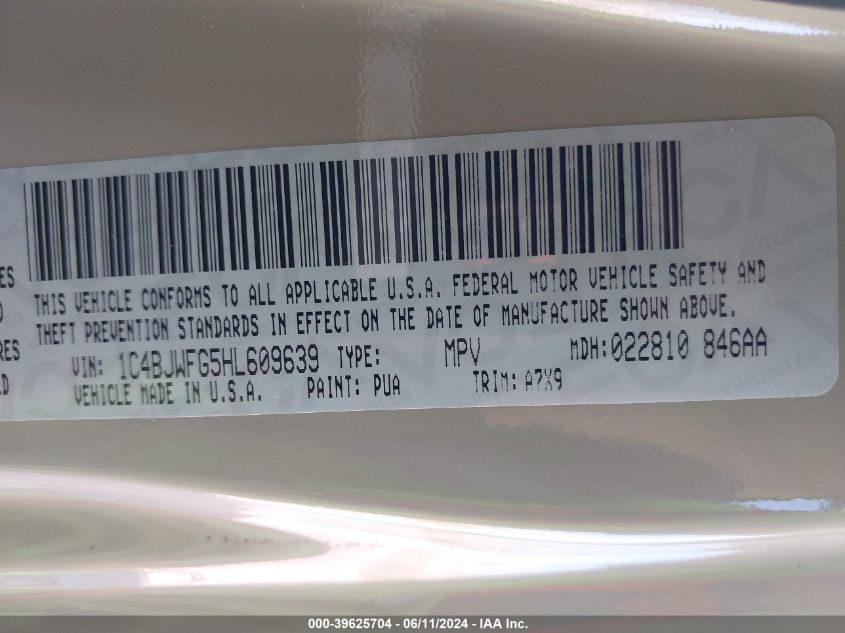 ES
THIS VEHICLE CONFORMS TO ALL APPLICABLE U.S.A. FEDERAL MOTOR VEHICLE SAFETY AND
THEFT PREVENTION STANDARDS IN EFFECT ON THE DATE OF MANUFACTURE SHOWN ABOVE.
RES
VIN: 1C4BJWFG5HL609639 TYPE: MPV MDH:022810 846AA
VEHICLE MADE IN U.S.A. PAINT: PUA TRIM: A7X9
000-39625704 - 06/11/2024 - IAA Inc.